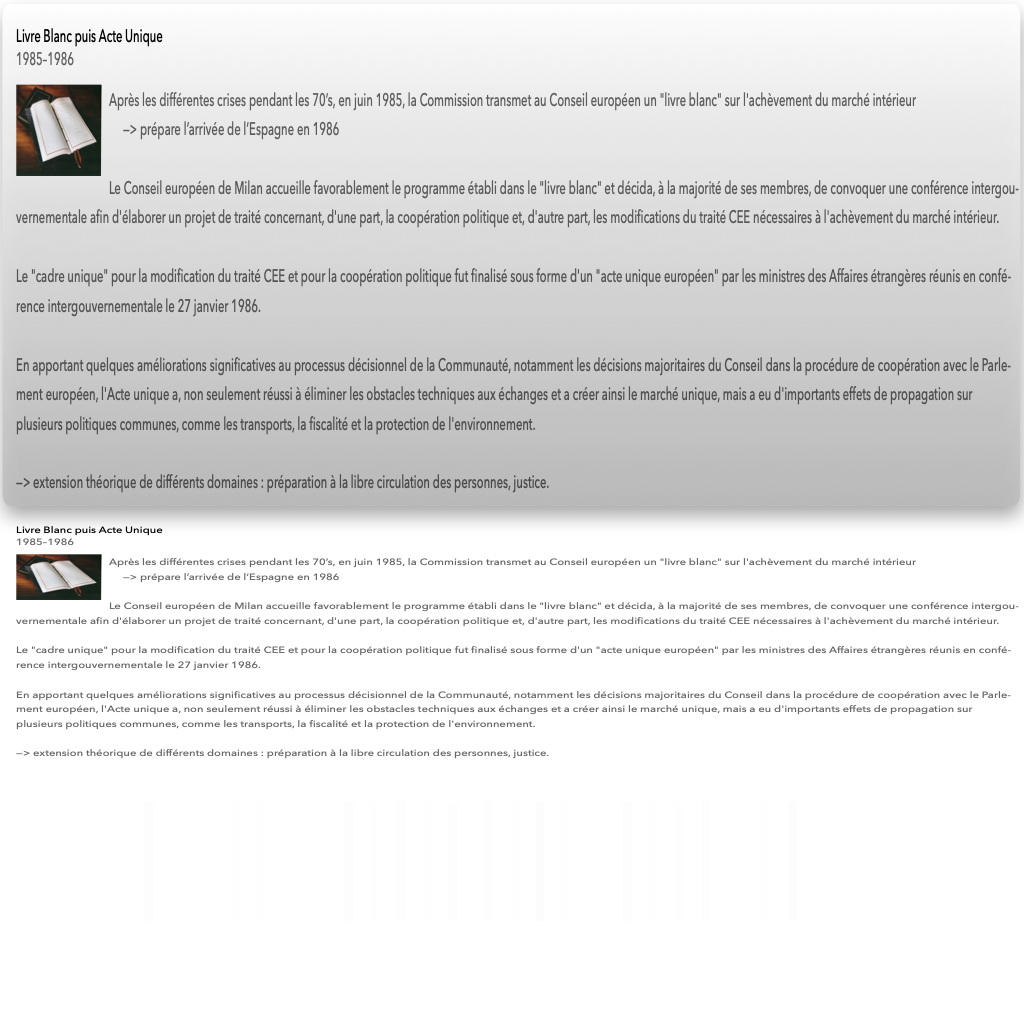 Livre Blanc puis Acte Unique
1985-1986
Après les différentes crises pendant les 70’s, en juin 1985, la Commission transmet au Conseil européen un "livre blanc" sur l'achèvement du marché intérieur
—> prépare l’arrivée de l’Espagne en 1986
Le Conseil européen de Milan accueille favorablement le programme établi dans le "livre blanc" et décida, à la majorité de ses membres, de convoquer une conférence intergou-
vernementale afin d'élaborer un projet de traité concernant, d'une part, la coopération politique et, d'autre part, les modifications du traité CEE nécessaires à l'achèvement du marché intérieur.
Le "cadre unique" pour la modification du traité CEE et pour la coopération politique fut finalisé sous forme d'un "acte unique européen" par les ministres des Affaires étrangères réunis en confé-
rence intergouvernementale le 27 janvier 1986.
En apportant quelques améliorations significatives au processus décisionnel de la Communauté, notamment les décisions majoritaires du Conseil dans la procédure de coopération avec le Parle-
ment européen, l'Acte unique a, non seulement réussi à éliminer les obstacles techniques aux échanges et a créer ainsi le marché unique, mais a eu d'importants effets de propagation sur
plusieurs politiques communes, comme les transports, la fiscalité et la protection de l'environnement.
—> extension théorique de différents domaines : préparation à la libre circulation des personnes, justice.
Livre Blanc puis Acte Unique
1985-1986
Après les différentes crises pendant les 70’s, en juin 1985, la Commission transmet au Conseil européen un "livre blanc" sur l'achèvement du marché intérieur
—> prépare l’arrivée de l’Espagne en 1986
Le Conseil européen de Milan accueille favorablement le programme établi dans le "livre blanc" et décida, à la majorité de ses membres, de convoquer une conférence intergou-
vernementale afin d'élaborer un projet de traité concernant, d'une part, la coopération politique et, d'autre part, les modifications du traité CEE nécessaires à l'achèvement du marché intérieur.
Le "cadre unique" pour la modification du traité CEE et pour la coopération politique fut finalisé sous forme d'un "acte unique européen" par les ministres des Affaires étrangères réunis en confé-
rence intergouvernementale le 27 janvier 1986.
En apportant quelques améliorations significatives au processus décisionnel de la Communauté, notamment les décisions majoritaires du Conseil dans la procédure de coopération avec le Parle-
ment européen, l'Acte unique a, non seulement réussi à éliminer les obstacles techniques aux échanges et a créer ainsi le marché unique, mais a eu d'importants effets de propagation sur
plusieurs politiques communes, comme les transports, la fiscalité et la protection de l'environnement.
—> extension théorique de différents domaines : préparation à la libre circulation des personnes, justice.